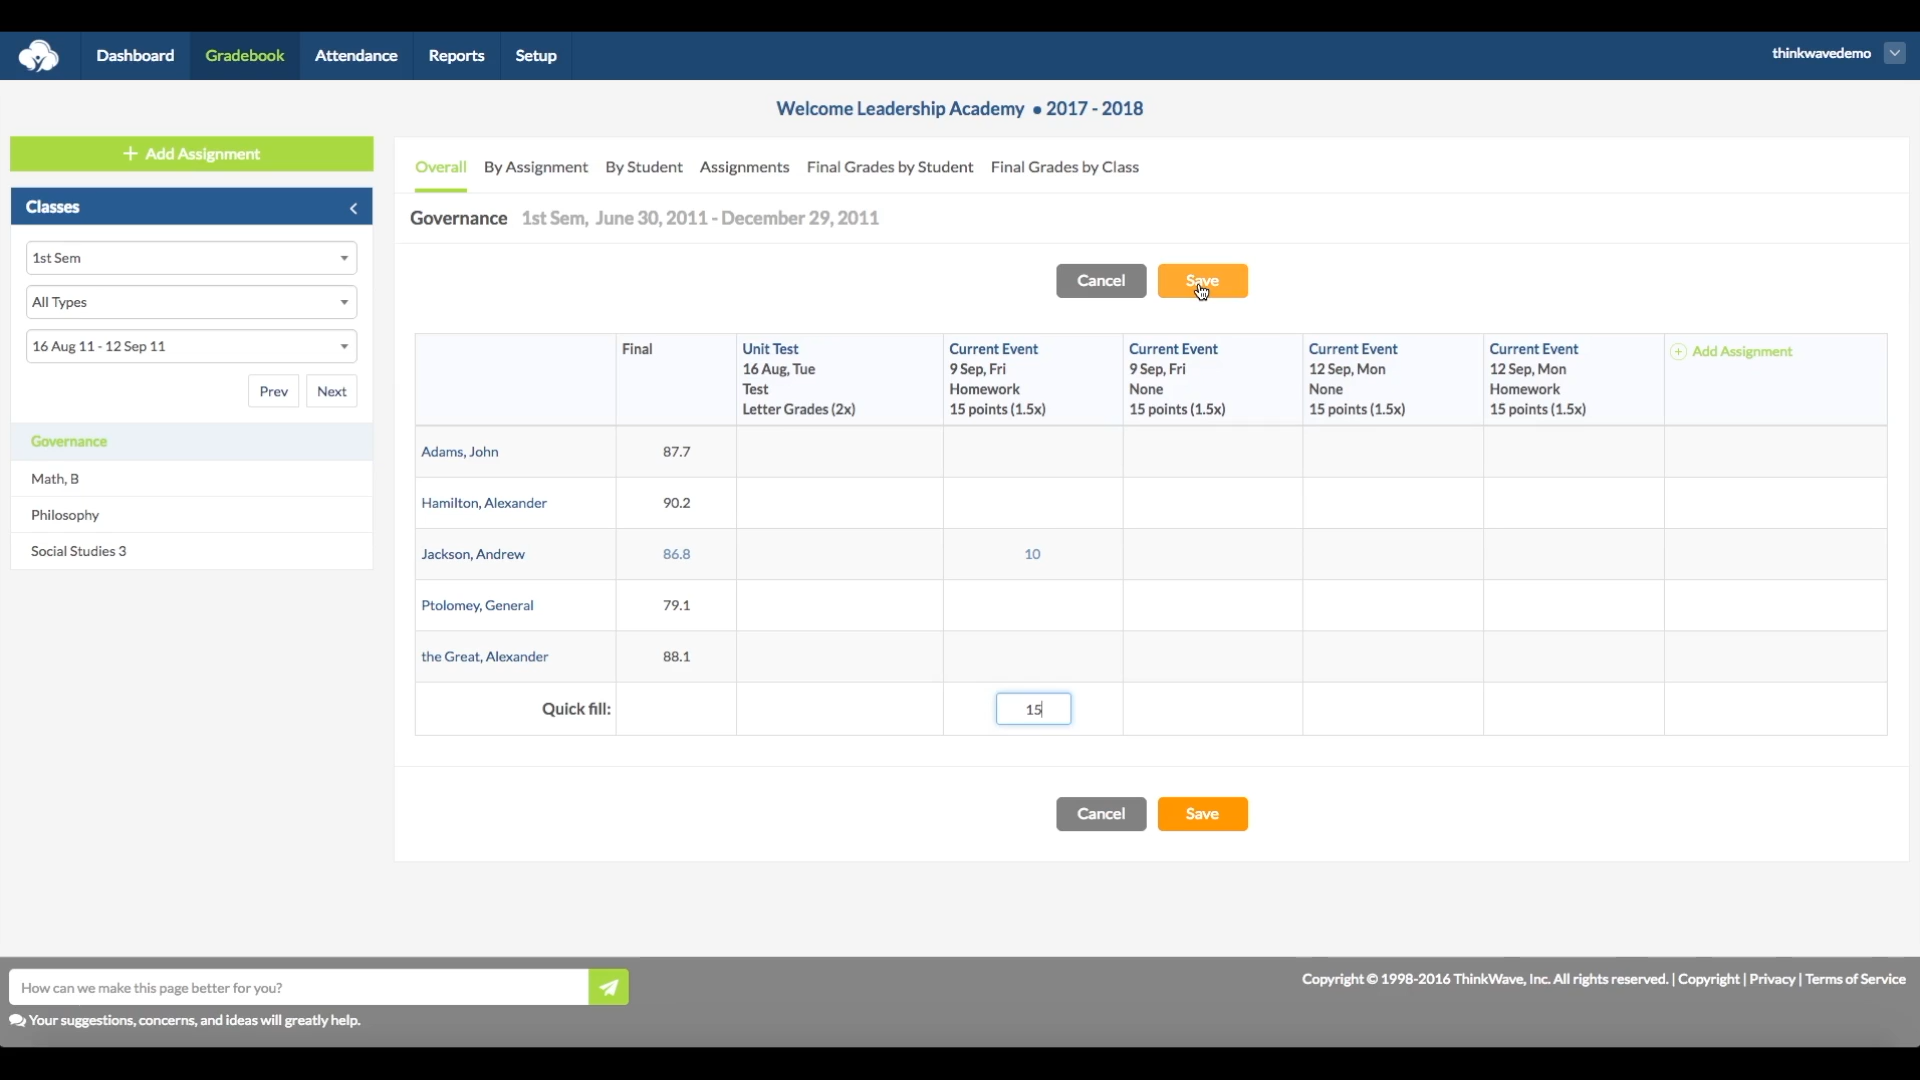 Dashboard
Gradebook
Attendance
Reports
Setup
thinkwavedemo
Welcome Leadership Academy • 2017 - 2018
+ Add Assignment
Classes
1st Sem
All Types
16 Aug 11 - 12 Sep 11
Prev
Next
Governance
Math, B
Philosophy
Social Studies 3
Overall
By Assignment
By Student
Assignments
Final Grades by Student
Final Grades by Class
Governance 1st Sem, June 30, 2011 - December 29, 2011
Cancel
Save
Final
Unit Test
16 Aug, Tue
Test
Letter Grades (2x)
Current Event
9 Sep, Fri
Homework
15 points (1.5x)
Current Event
9 Sep, Fri
None
15 points (1.5x)
Current Event
12 Sep, Mon
None
15 points (1.5x)
Current Event
12 Sep, Mon
Homework
15 points (1.5x)
+ Add Assignment
Adams, John 87.7
Hamilton, Alexander 90.2
Jackson, Andrew 86.8 10
Ptolomey, General 79.1
the Great, Alexander 88.1
Quick fill: 15
Cancel
Save
How can we make this page better for you?
Your suggestions, concerns, and ideas will greatly help.
Copyright © 1998-2016 ThinkWave, Inc. All rights reserved. | Copyright | Privacy | Terms of Service